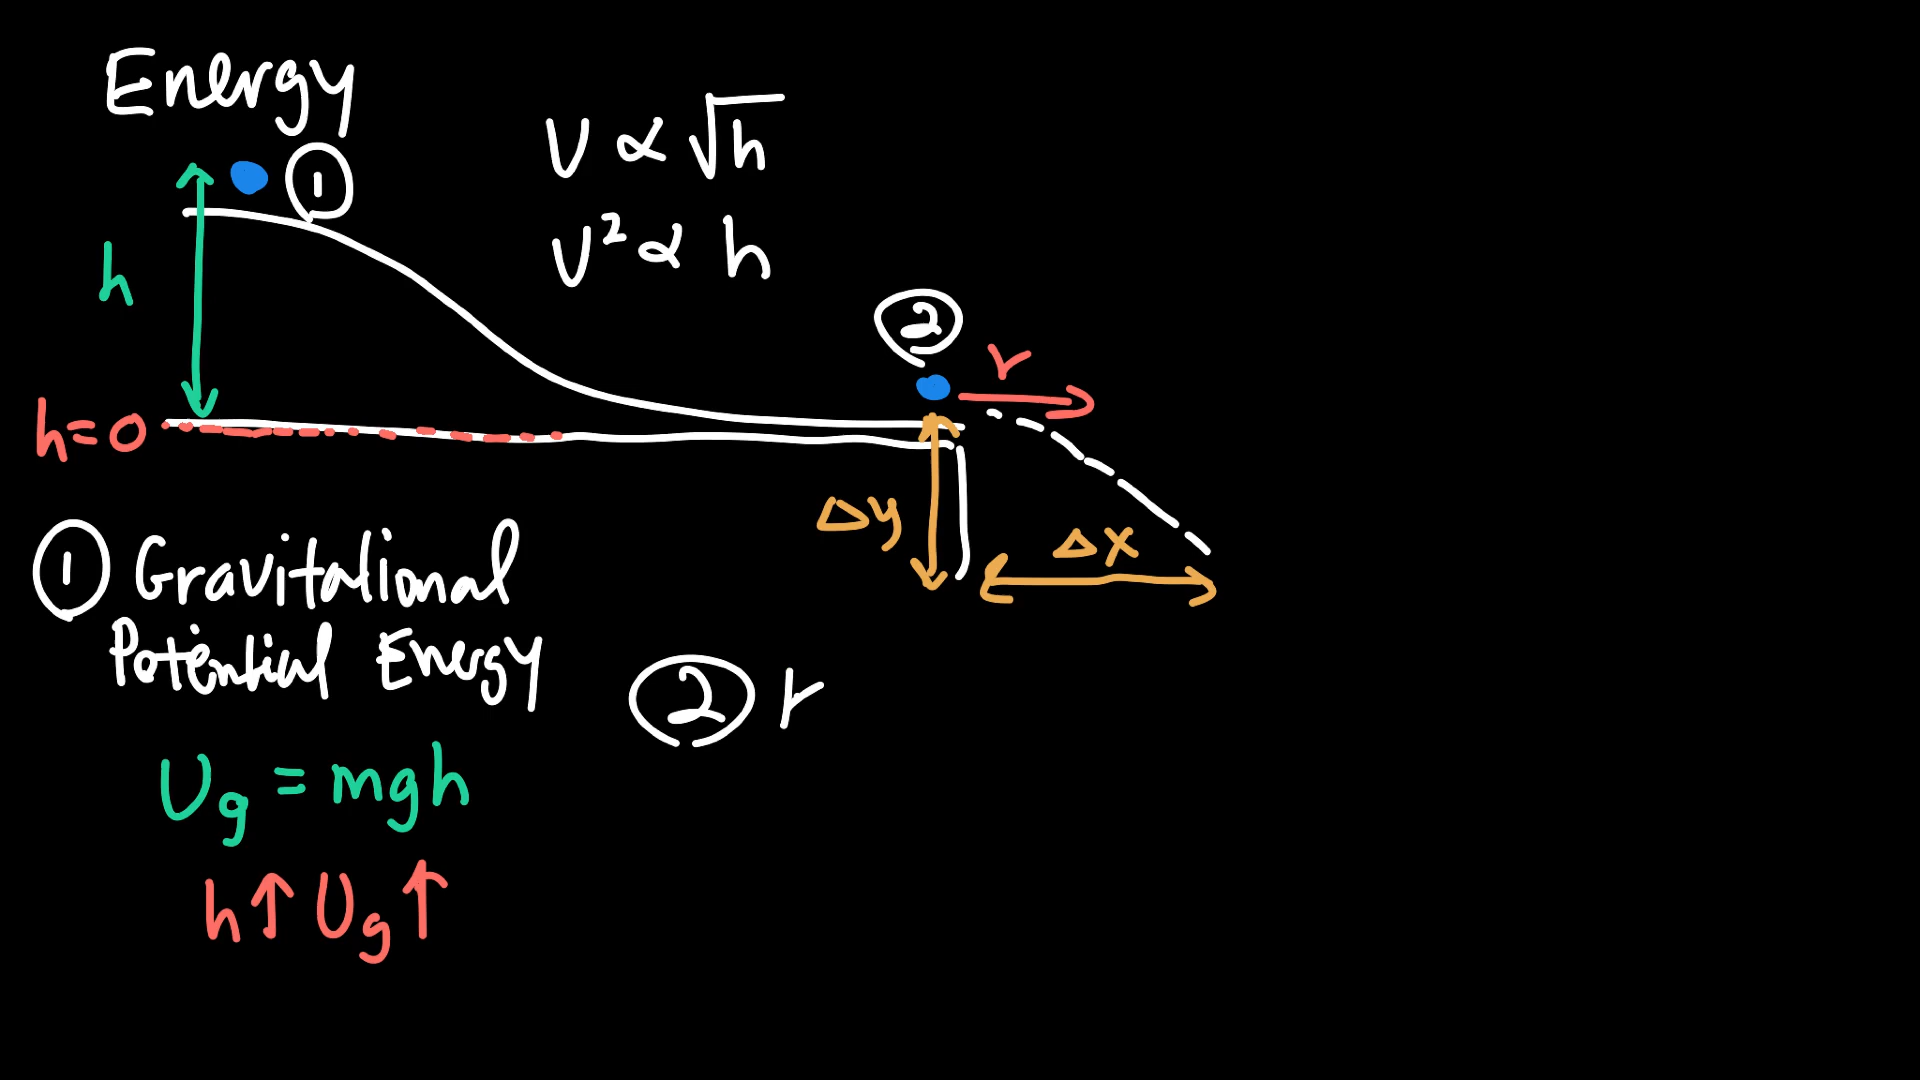 Energy
①
v ∝ √h
v² ∝ h
h
②
v
h=0
Δy
Δx
① Gravitational
Potential Energy
②
Ug = mgh
h↑ Ug↑